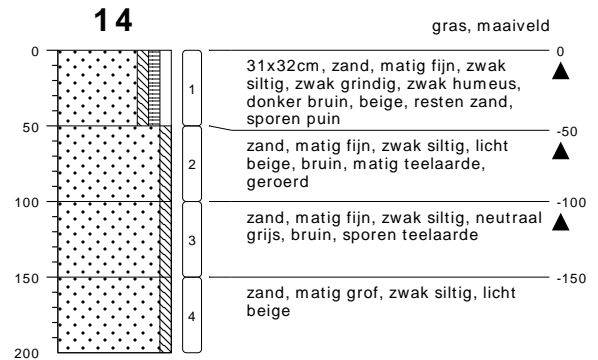 14
gras, maaiveld
0
0
31x32cm, zand, matig fijn, zwak
siltig, zwak grindig, zwak humeus,
donker bruin, beige, resten zand,
sporen puin
1
50
-50
zand, matig fijn, zwak siltig, licht
beige, bruin, matig teelaarde,
geroerd
2
100
-100
zand, matig fijn, zwak siltig, neutraal
grijs, bruin, sporen teelaarde
3
150
-150
zand, matig grof, zwak siltig, licht
beige
4
200